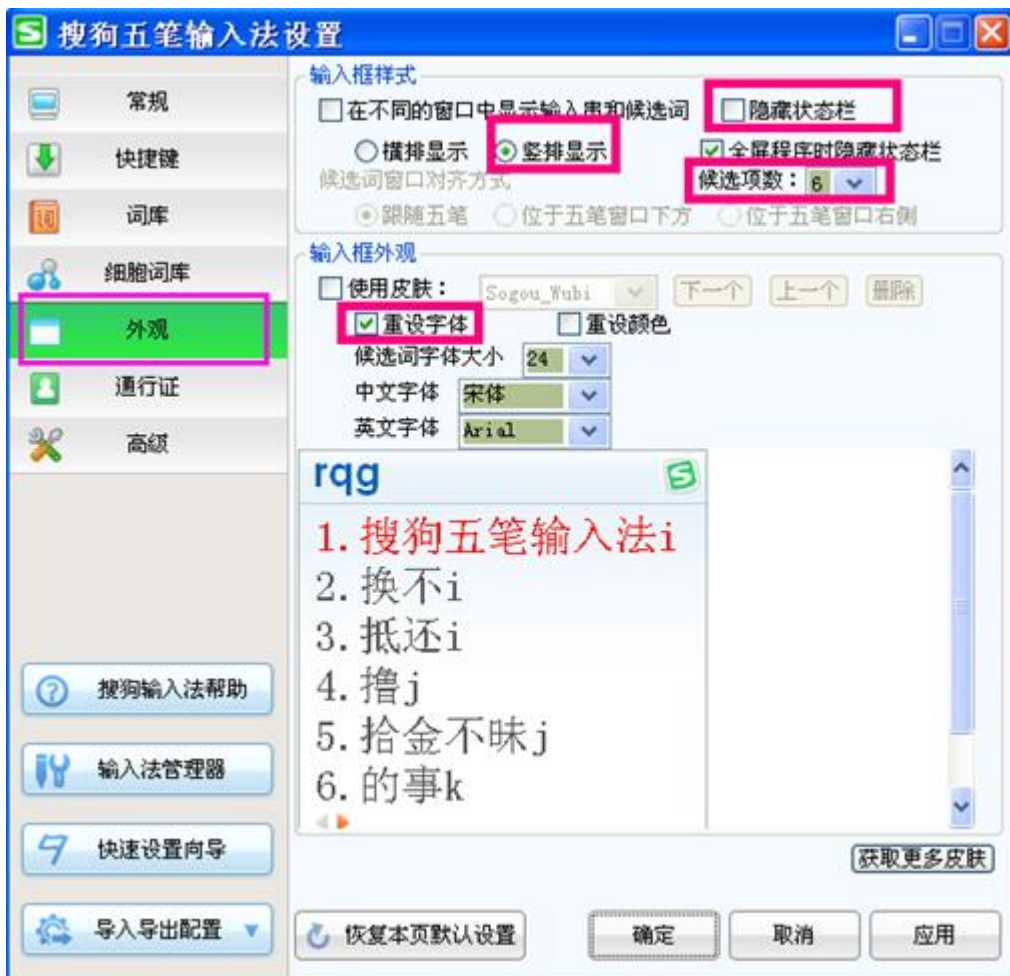 搜狗五笔输入法设置
常规
快捷键
词库
细胞词库
外观
通行证
高级
搜狗输入法帮助
输入法管理器
快速设置向导
导入导出配置
输入框样式
在不同的窗口中显示输入串和候选词 隐藏状态栏
横排显示 竖排显示 全屏程序时隐藏状态栏
候选词窗口对齐方式 候选项数：6
跟随五笔 位于五笔窗口下方 位于五笔窗口右侧
输入框外观
使用皮肤： Sogou_Wubi 下一个 上一个 删除
重设字体 重设颜色
候选词字体大小 24
中文字体 宋体
英文字体 Arial
rqg
1.搜狗五笔输入法i
2.换不i
3.抵还i
4.撸j
5.拾金不昧j
6.的事k
获取更多皮肤
恢复本页默认设置 确定 取消 应用